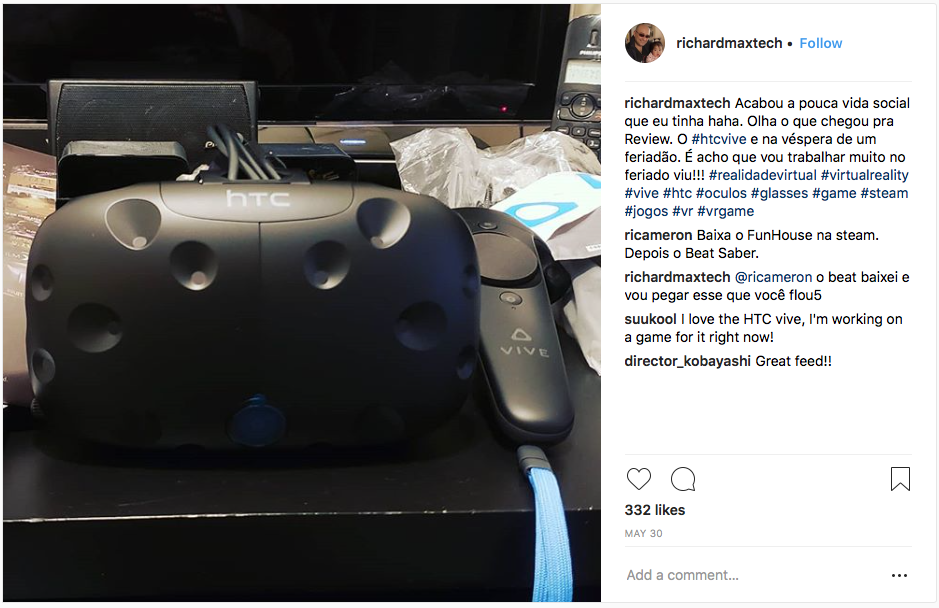 hTC
VIVE
richardmaxtech • Follow
richardmaxtech Acabou a pouca vida social
que eu tinha haha. Olha o que chegou pra
Review. O #htcvive e na véspera de um
feriadão. É acho que vou trabalhar muito no
feriado viu!!! #realidadevirtual #virtualreality
#vive #htc #oculos #glasses #game #steam
#jogos #vr #vrgame
ricameron Baixa o FunHouse na steam.
Depois o Beat Saber.
richardmaxtech @ricameron o beat baixei e
vou pegar esse que você flou5
suukool I love the HTC vive, I'm working on
a game for it right now!
director_kobayashi Great feed!!
332 likes
MAY 30
Add a comment...